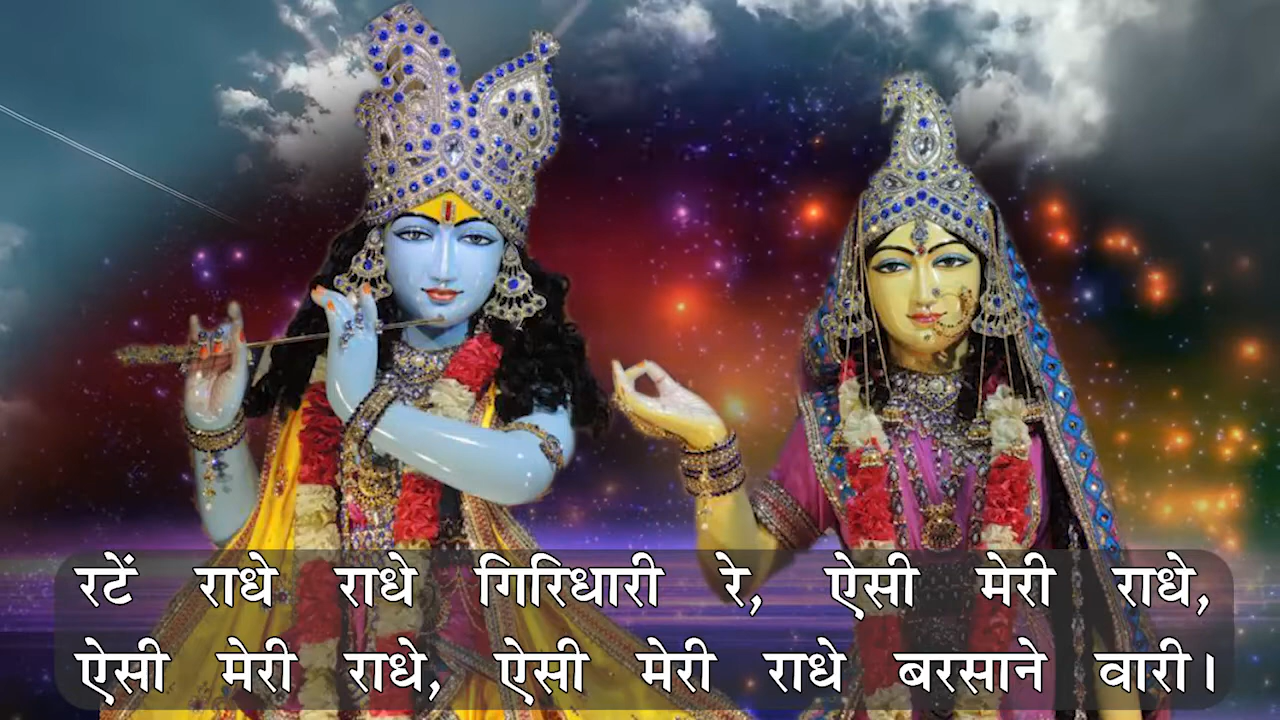 रटें राधे राधे गिरिधारी रे, ऐसी मेरी राधे,
ऐसी मेरी राधे, ऐसी मेरी राधे बरसाने वारी।